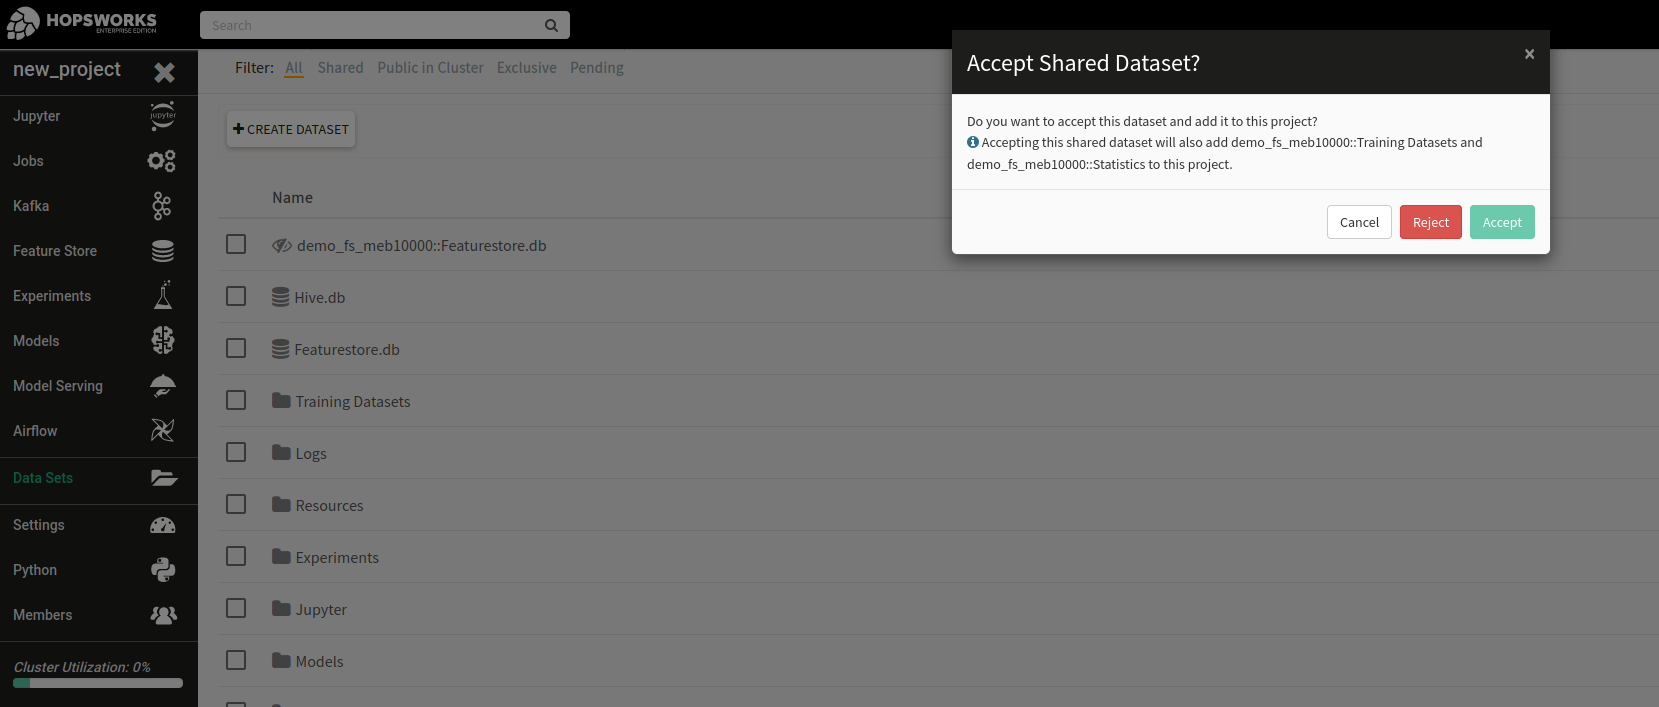 HOPSWORKS
ENTERPRISE EDITION
Search
new_project
Jupyter
jupyter
Jobs
Kafka
Feature Store
Experiments
Models
Model Serving
Airflow
Data Sets
Settings
Python
Members
Cluster Utilization: 0%
Filter: All Shared Public in Cluster Exclusive Pending
CREATE DATASET
Name
demo_fs_meb10000::Featurestore.db
Hive.db
Featurestore.db
Training Datasets
Logs
Resources
Experiments
Jupyter
Models
Accept Shared Dataset?
×
Do you want to accept this dataset and add it to this project?
Accepting this shared dataset will also add demo_fs_meb10000::Training Datasets and
demo_fs_meb10000::Statistics to this project.
Cancel Reject Accept